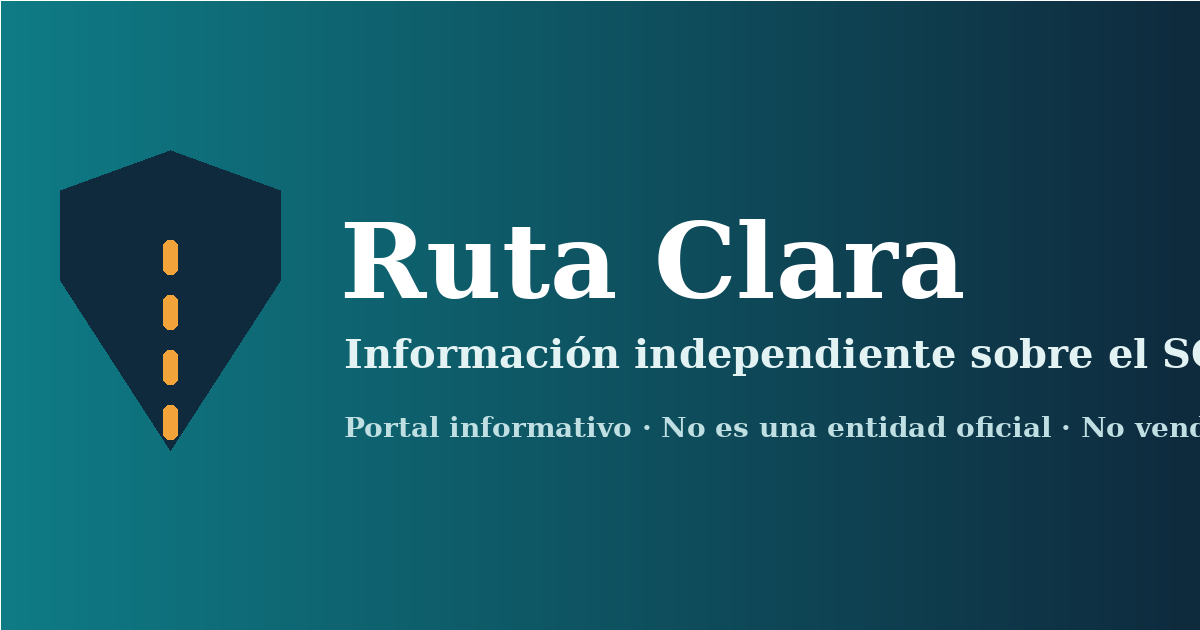 Ruta Clara
Información independiente sobre el
Portal informativo · No es una entidad oficial · No